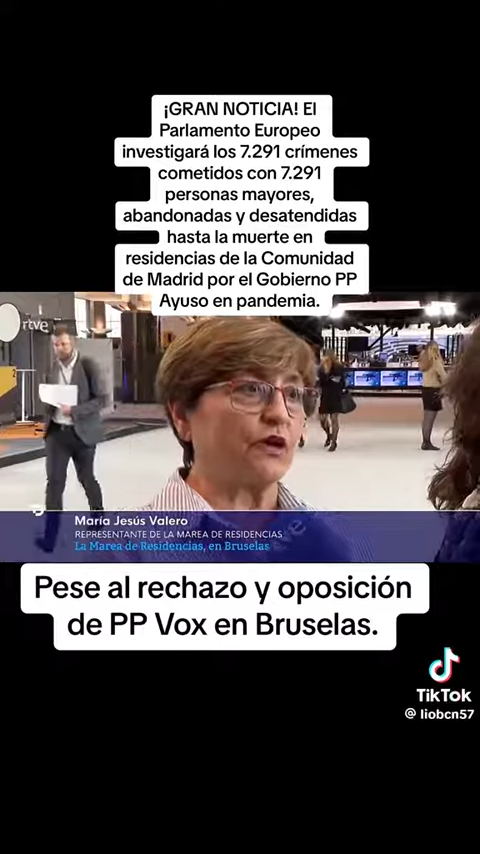 ¡GRAN NOTICIA! El
Parlamento Europeo
investigará los 7.291 crímenes
cometidos con 7.291
personas mayores,
abandonadas y desatendidas
hasta la muerte en
residencias de la Comunidad
de Madrid por el Gobierno PP
Ayuso en pandemia.
rtve
María Jesús Valero
REPRESENTANTE DE LA MAREA DE RESIDENCIAS
La Marea de Residencias, en Bruselas
Pese al rechazo y oposición
de PP Vox en Bruselas.
TikTok
@ liobcn57